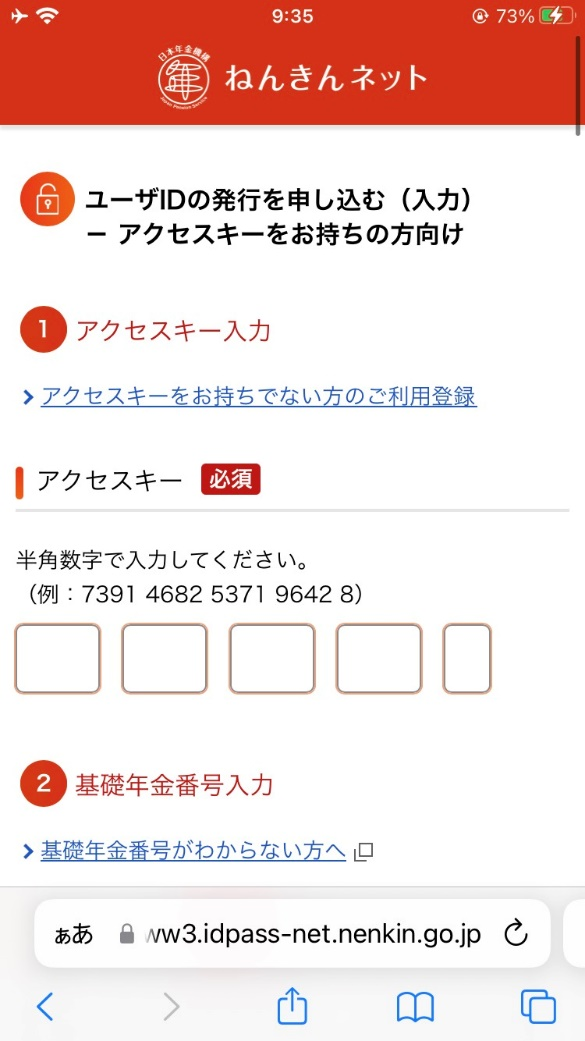 9:35
73%
日本年金機構
Japan Pension Service
ねんきんネット
ユーザIDの発行を申し込む（入力）
− アクセスキーをお持ちの方向け
1 アクセスキー入力
アクセスキーをお持ちでない方のご利用登録
アクセスキー 必須
半角数字で入力してください。
（例：7391 4682 5371 9642 8）
2 基礎年金番号入力
基礎年金番号がわからない方へ
ぁあ ww3.idpass-net.nenkin.go.jp